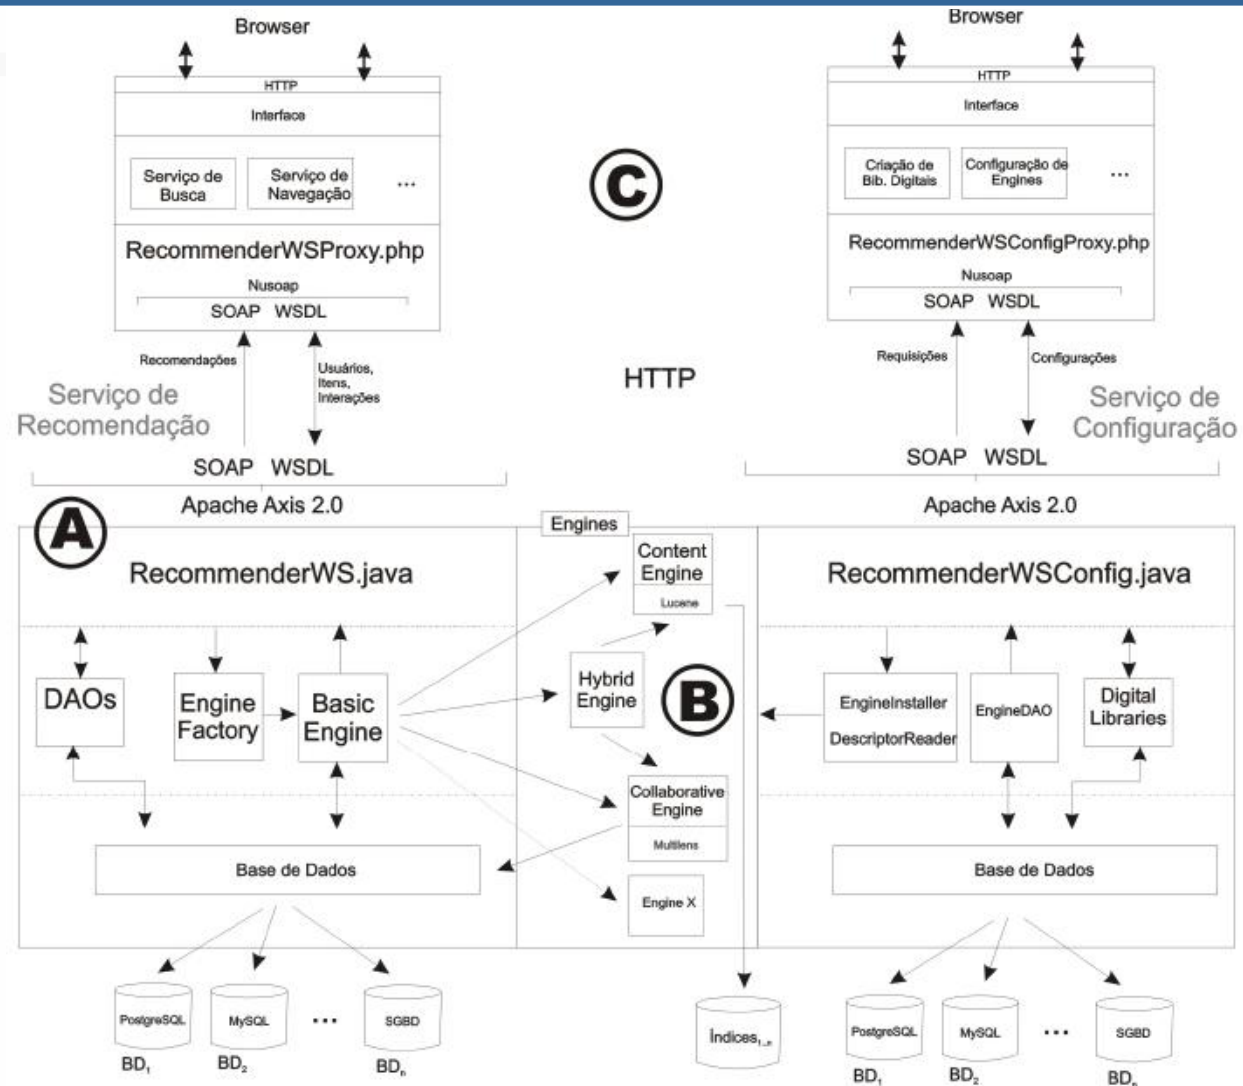 Browser
HTTP
Interface
Serviço de
Busca
Serviço de
Navegação
...
RecommenderWSProxy.php
Nusoap
SOAP WSDL
Recomendações
Usuários,
Itens,
Interações
Serviço de
Recomendação
SOAP WSDL
Apache Axis 2.0
C
HTTP
Browser
HTTP
Interface
Criação de
Bib. Digitais
Configuração de
Engines
...
RecommenderWSConfigProxy.php
Nusoap
SOAP WSDL
Requisições
Configurações
Serviço de
Configuração
SOAP WSDL
Apache Axis 2.0
A
RecommenderWS.java
DAOs
Engine
Factory
Basic
Engine
Base de Dados
PostgreSQL
MySQL
...
SGBD
BD1
BD2
BDn
Engines
Content
Engine
Lucene
Hybrid
Engine
B
Collaborative
Engine
Multilens
Engine X
Índices1..n
RecommenderWSConfig.java
EngineInstaller
DescriptorReader
EngineDAO
Digital
Libraries
Base de Dados
PostgreSQL
MySQL
...
SGBD
BD1
BD2
BDn